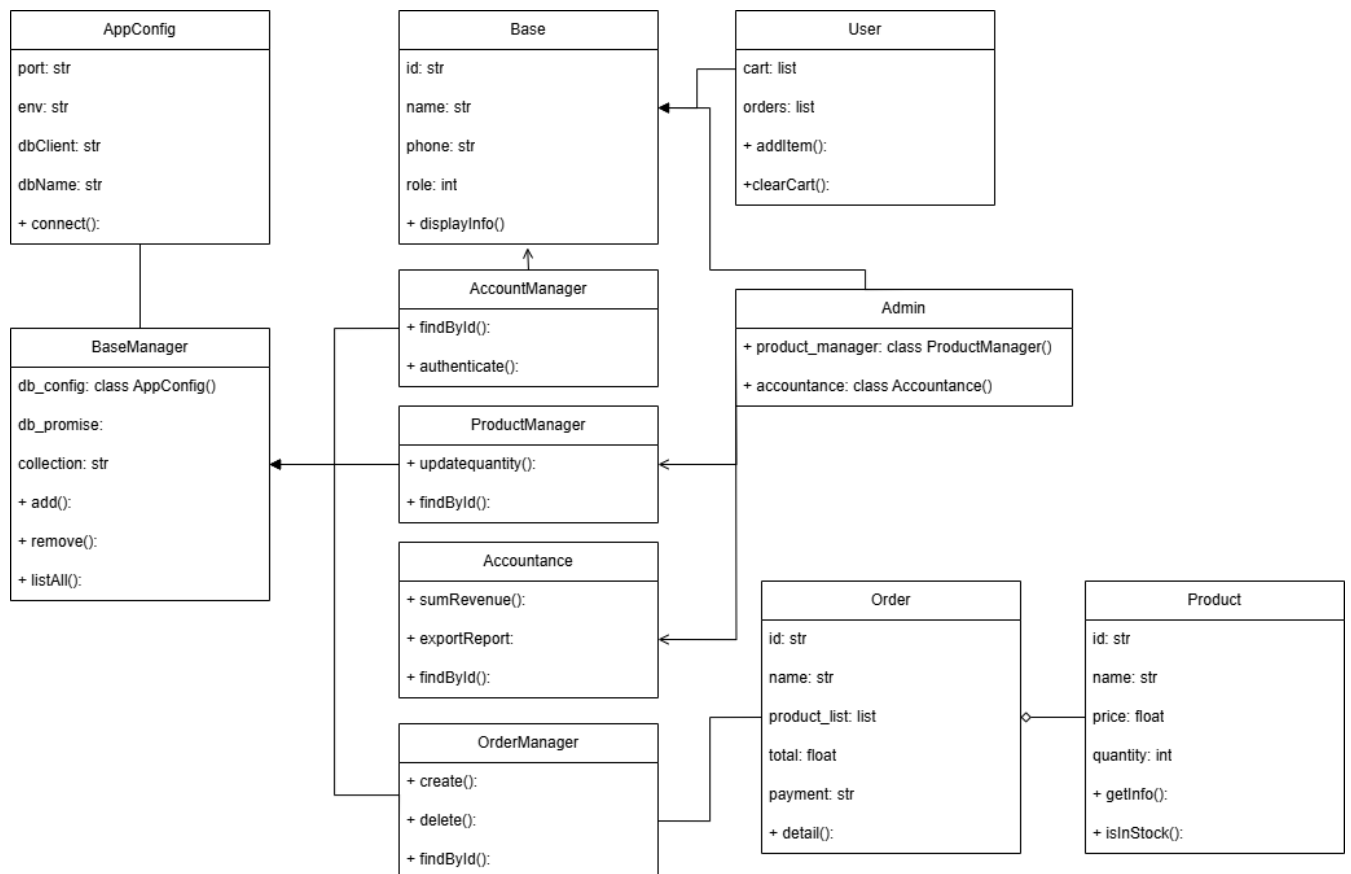 AppConfig
port: str
env: str
dbClient: str
dbName: str
+ connect():
Base
id: str
name: str
phone: str
role: int
+ displayInfo()
User
cart: list
orders: list
+ addItem():
+clearCart():
AccountManager
+ findById():
+ authenticate():
Admin
+ product_manager: class ProductManager()
+ accountance: class Accountance()
BaseManager
db_config: class AppConfig()
db_promise:
collection: str
+ add():
+ remove():
+ listAll():
ProductManager
+ updatequantity():
+ findById():
Accountance
+ sumRevenue():
+ exportReport:
+ findById():
Order
id: str
name: str
product_list: list
total: float
payment: str
+ detail():
Product
id: str
name: str
price: float
quantity: int
+ getInfo():
+ isInStock():
OrderManager
+ create():
+ delete():
+ findById():